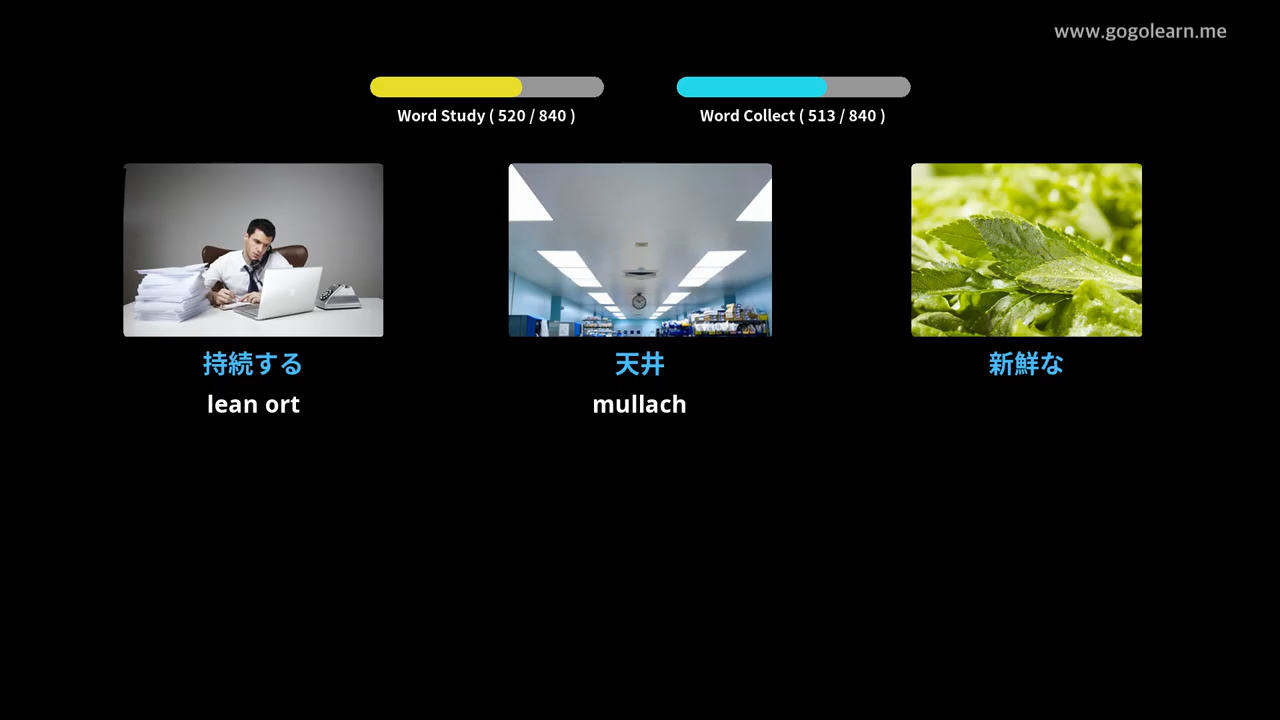 www.gogolearn.me
Word Study ( 520 / 840 )
Word Collect ( 513 / 840 )
持続する
天井
新鮮な
lean ort
mullach